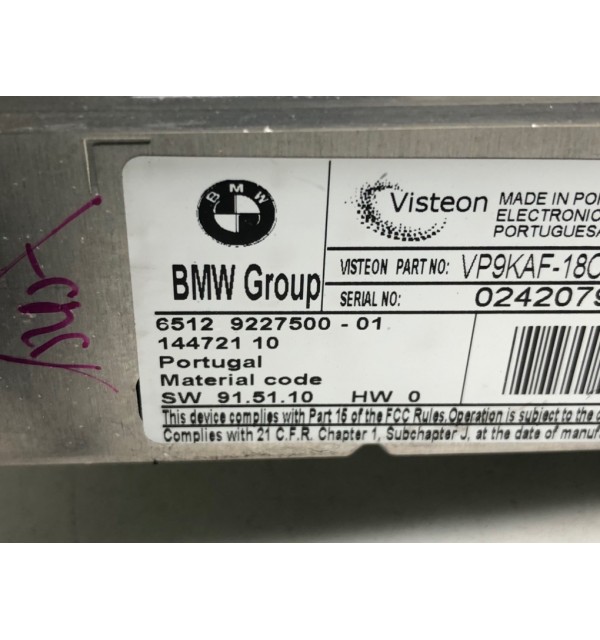 BMW
Visteon
MADE IN POR
ELECTRONIC
PORTUGUESA
BMW Group
VISTEON PART NO: VP9KAF-18C
SERIAL NO: 0242079
6512 9227500 - 01
144721 10
Portugal
Material code
SW 91.51.10 HW 0
This device complies with Part 15 of the FCC Rules. Operation is subject to the c
Complies with 21 C.F.R. Chapter 1, Subchapter J, at the date of manuf